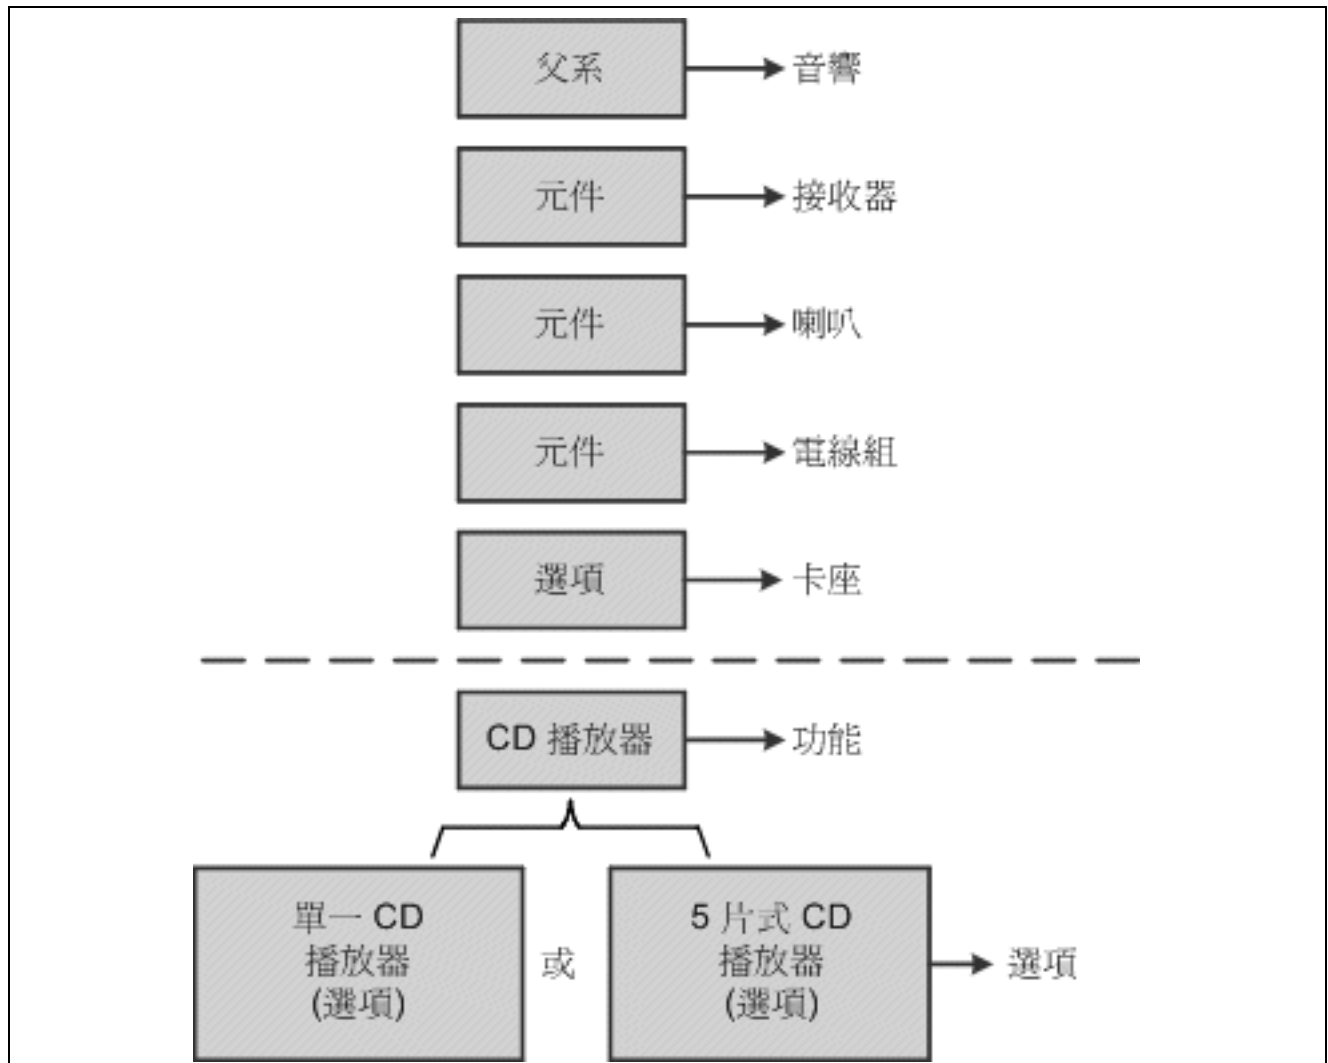 父系 音響
元件 接收器
元件 喇叭
元件 電線組
選項 卡座
CD 播放器 功能
單一 CD
播放器
(選項)
或
5 片式 CD
播放器
(選項)
選項